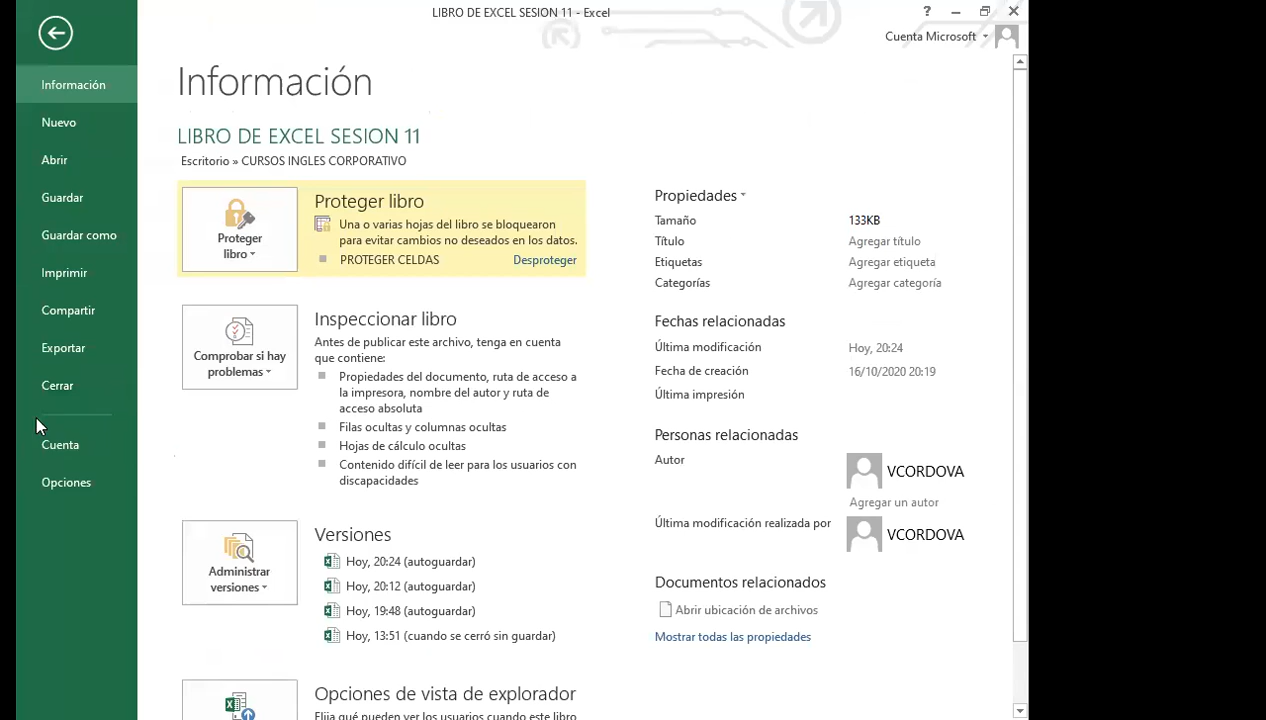 LIBRO DE EXCEL SESION 11 - Excel
?
Cuenta Microsoft
Información
Nuevo
Abrir
Guardar
Guardar como
Imprimir
Compartir
Exportar
Cerrar
Cuenta
Opciones
Información
LIBRO DE EXCEL SESION 11
Escritorio » CURSOS INGLES CORPORATIVO
Proteger
libro
Proteger libro
Una o varias hojas del libro se bloquearon
para evitar cambios no deseados en los datos.
PROTEGER CELDAS Desproteger
Comprobar si hay
problemas
Inspeccionar libro
Antes de publicar este archivo, tenga en cuenta
que contiene:
Propiedades del documento, ruta de acceso a
la impresora, nombre del autor y ruta de
acceso absoluta
Filas ocultas y columnas ocultas
Hojas de cálculo ocultas
Contenido difícil de leer para los usuarios con
discapacidades
Administrar
versiones
Versiones
Hoy, 20:24 (autoguardar)
Hoy, 20:12 (autoguardar)
Hoy, 19:48 (autoguardar)
Hoy, 13:51 (cuando se cerró sin guardar)
Opciones de vista de explorador
Elija qué pueden ver los usuarios cuando este libro
Propiedades
Tamaño 133KB
Título Agregar título
Etiquetas Agregar etiqueta
Categorías Agregar categoría
Fechas relacionadas
Última modificación Hoy, 20:24
Fecha de creación 16/10/2020 20:19
Última impresión
Personas relacionadas
Autor VCORDOVA
Agregar un autor
Última modificación realizada por VCORDOVA
Documentos relacionados
Abrir ubicación de archivos
Mostrar todas las propiedades